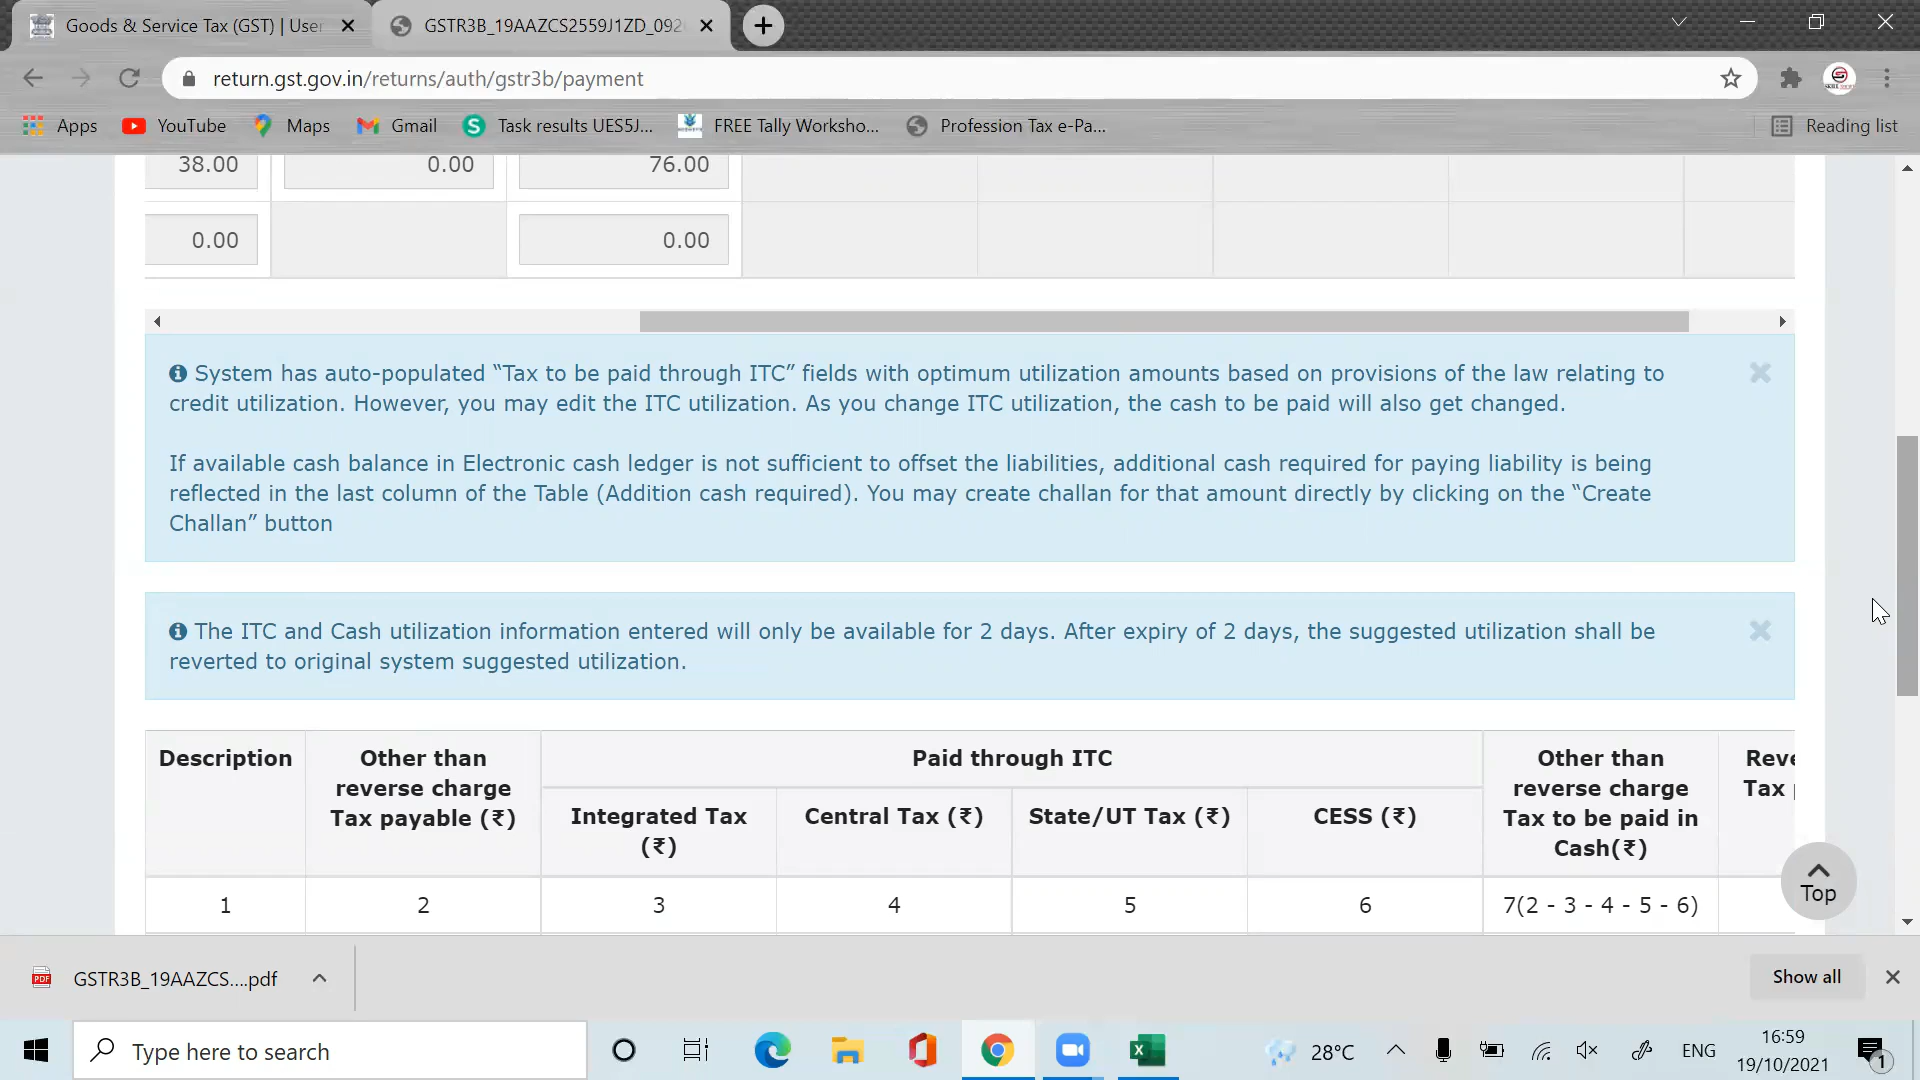 Goods & Service Tax (GST) | User
GSTR3B_19AAZCS2559J1ZD_092
return.gst.gov.in/returns/auth/gstr3b/payment
Apps
YouTube
Maps
Gmail
Task results UES5J...
FREE Tally Worksho...
Profession Tax e-Pa...
Reading list
38.00 0.00 76.00
0.00 0.00
System has auto-populated “Tax to be paid through ITC” fields with optimum utilization amounts based on provisions of the law relating to
credit utilization. However, you may edit the ITC utilization. As you change ITC utilization, the cash to be paid will also get changed.
If available cash balance in Electronic cash ledger is not sufficient to offset the liabilities, additional cash required for paying liability is being
reflected in the last column of the Table (Addition cash required). You may create challan for that amount directly by clicking on the “Create
Challan” button
The ITC and Cash utilization information entered will only be available for 2 days. After expiry of 2 days, the suggested utilization shall be
reverted to original system suggested utilization.
Description
Other than
reverse charge
Tax payable (₹)
Paid through ITC
Integrated Tax
(₹)
Central Tax (₹)
State/UT Tax (₹)
CESS (₹)
Other than
reverse charge
Tax to be paid in
Cash(₹)
Reve
Tax p
1 2 3 4 5 6 7(2 - 3 - 4 - 5 - 6)
Top
GSTR3B_19AAZCS....pdf
Show all
Type here to search
28°C
ENG
16:59
19/10/2021
1